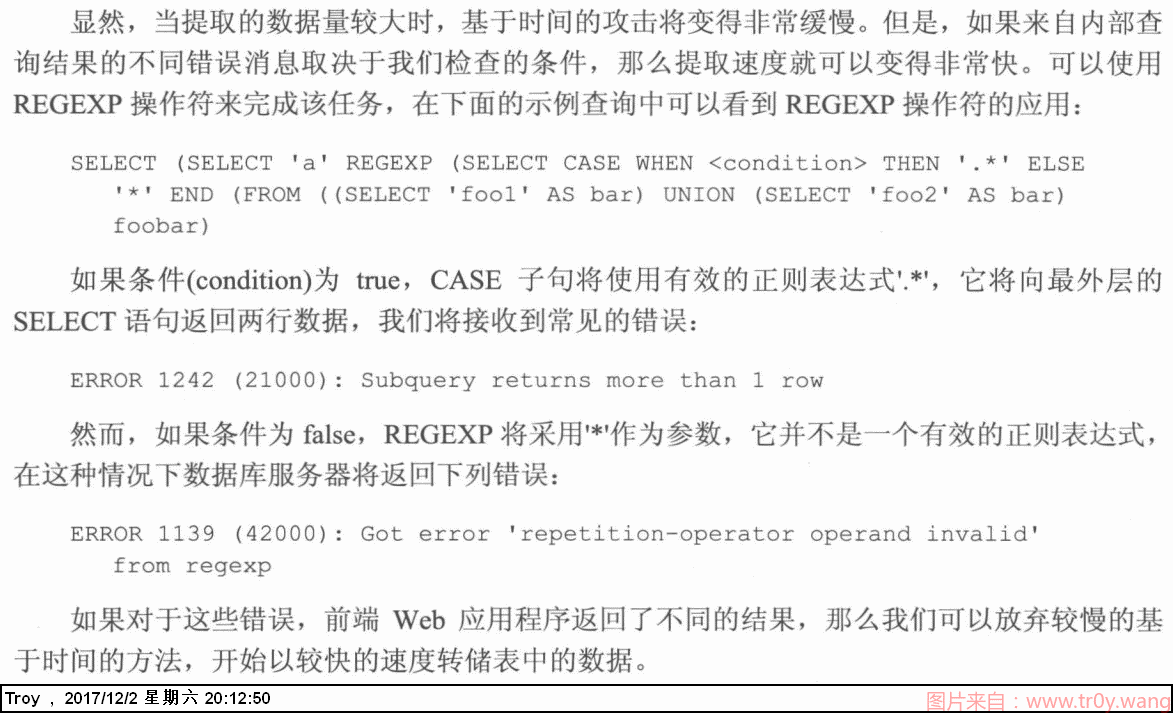 显然，当提取的数据量较大时，基于时间的攻击将变得非常缓慢。但是，如果来自内部查
询结果的不同错误消息取决于我们检查的条件，那么提取速度就可以变得非常快。可以使用
REGEXP 操作符来完成该任务，在下面的示例查询中可以看到 REGEXP 操作符的应用：
SELECT (SELECT 'a' REGEXP (SELECT CASE WHEN <condition> THEN '.*' ELSE
'*' END (FROM ((SELECT 'foo1' AS bar) UNION (SELECT 'foo2' AS bar)
foobar)
如果条件(condition)为 true，CASE 子句将使用有效的正则表达式'.*'，它将向最外层的
SELECT 语句返回两行数据，我们将接收到常见的错误：
ERROR 1242 (21000): Subquery returns more than 1 row
然而，如果条件为 false，REGEXP 将采用'*'作为参数，它并不是一个有效的正则表达式，
在这种情况下数据库服务器将返回下列错误：
ERROR 1139 (42000): Got error 'repetition-operator operand invalid'
from regexp
如果对于这些错误，前端 Web 应用程序返回了不同的结果，那么我们可以放弃较慢的基
于时间的方法，开始以较快的速度转储表中的数据。
Troy , 2017/12/2 星期六 20:12:50
图片来自：www.tr0y.wang